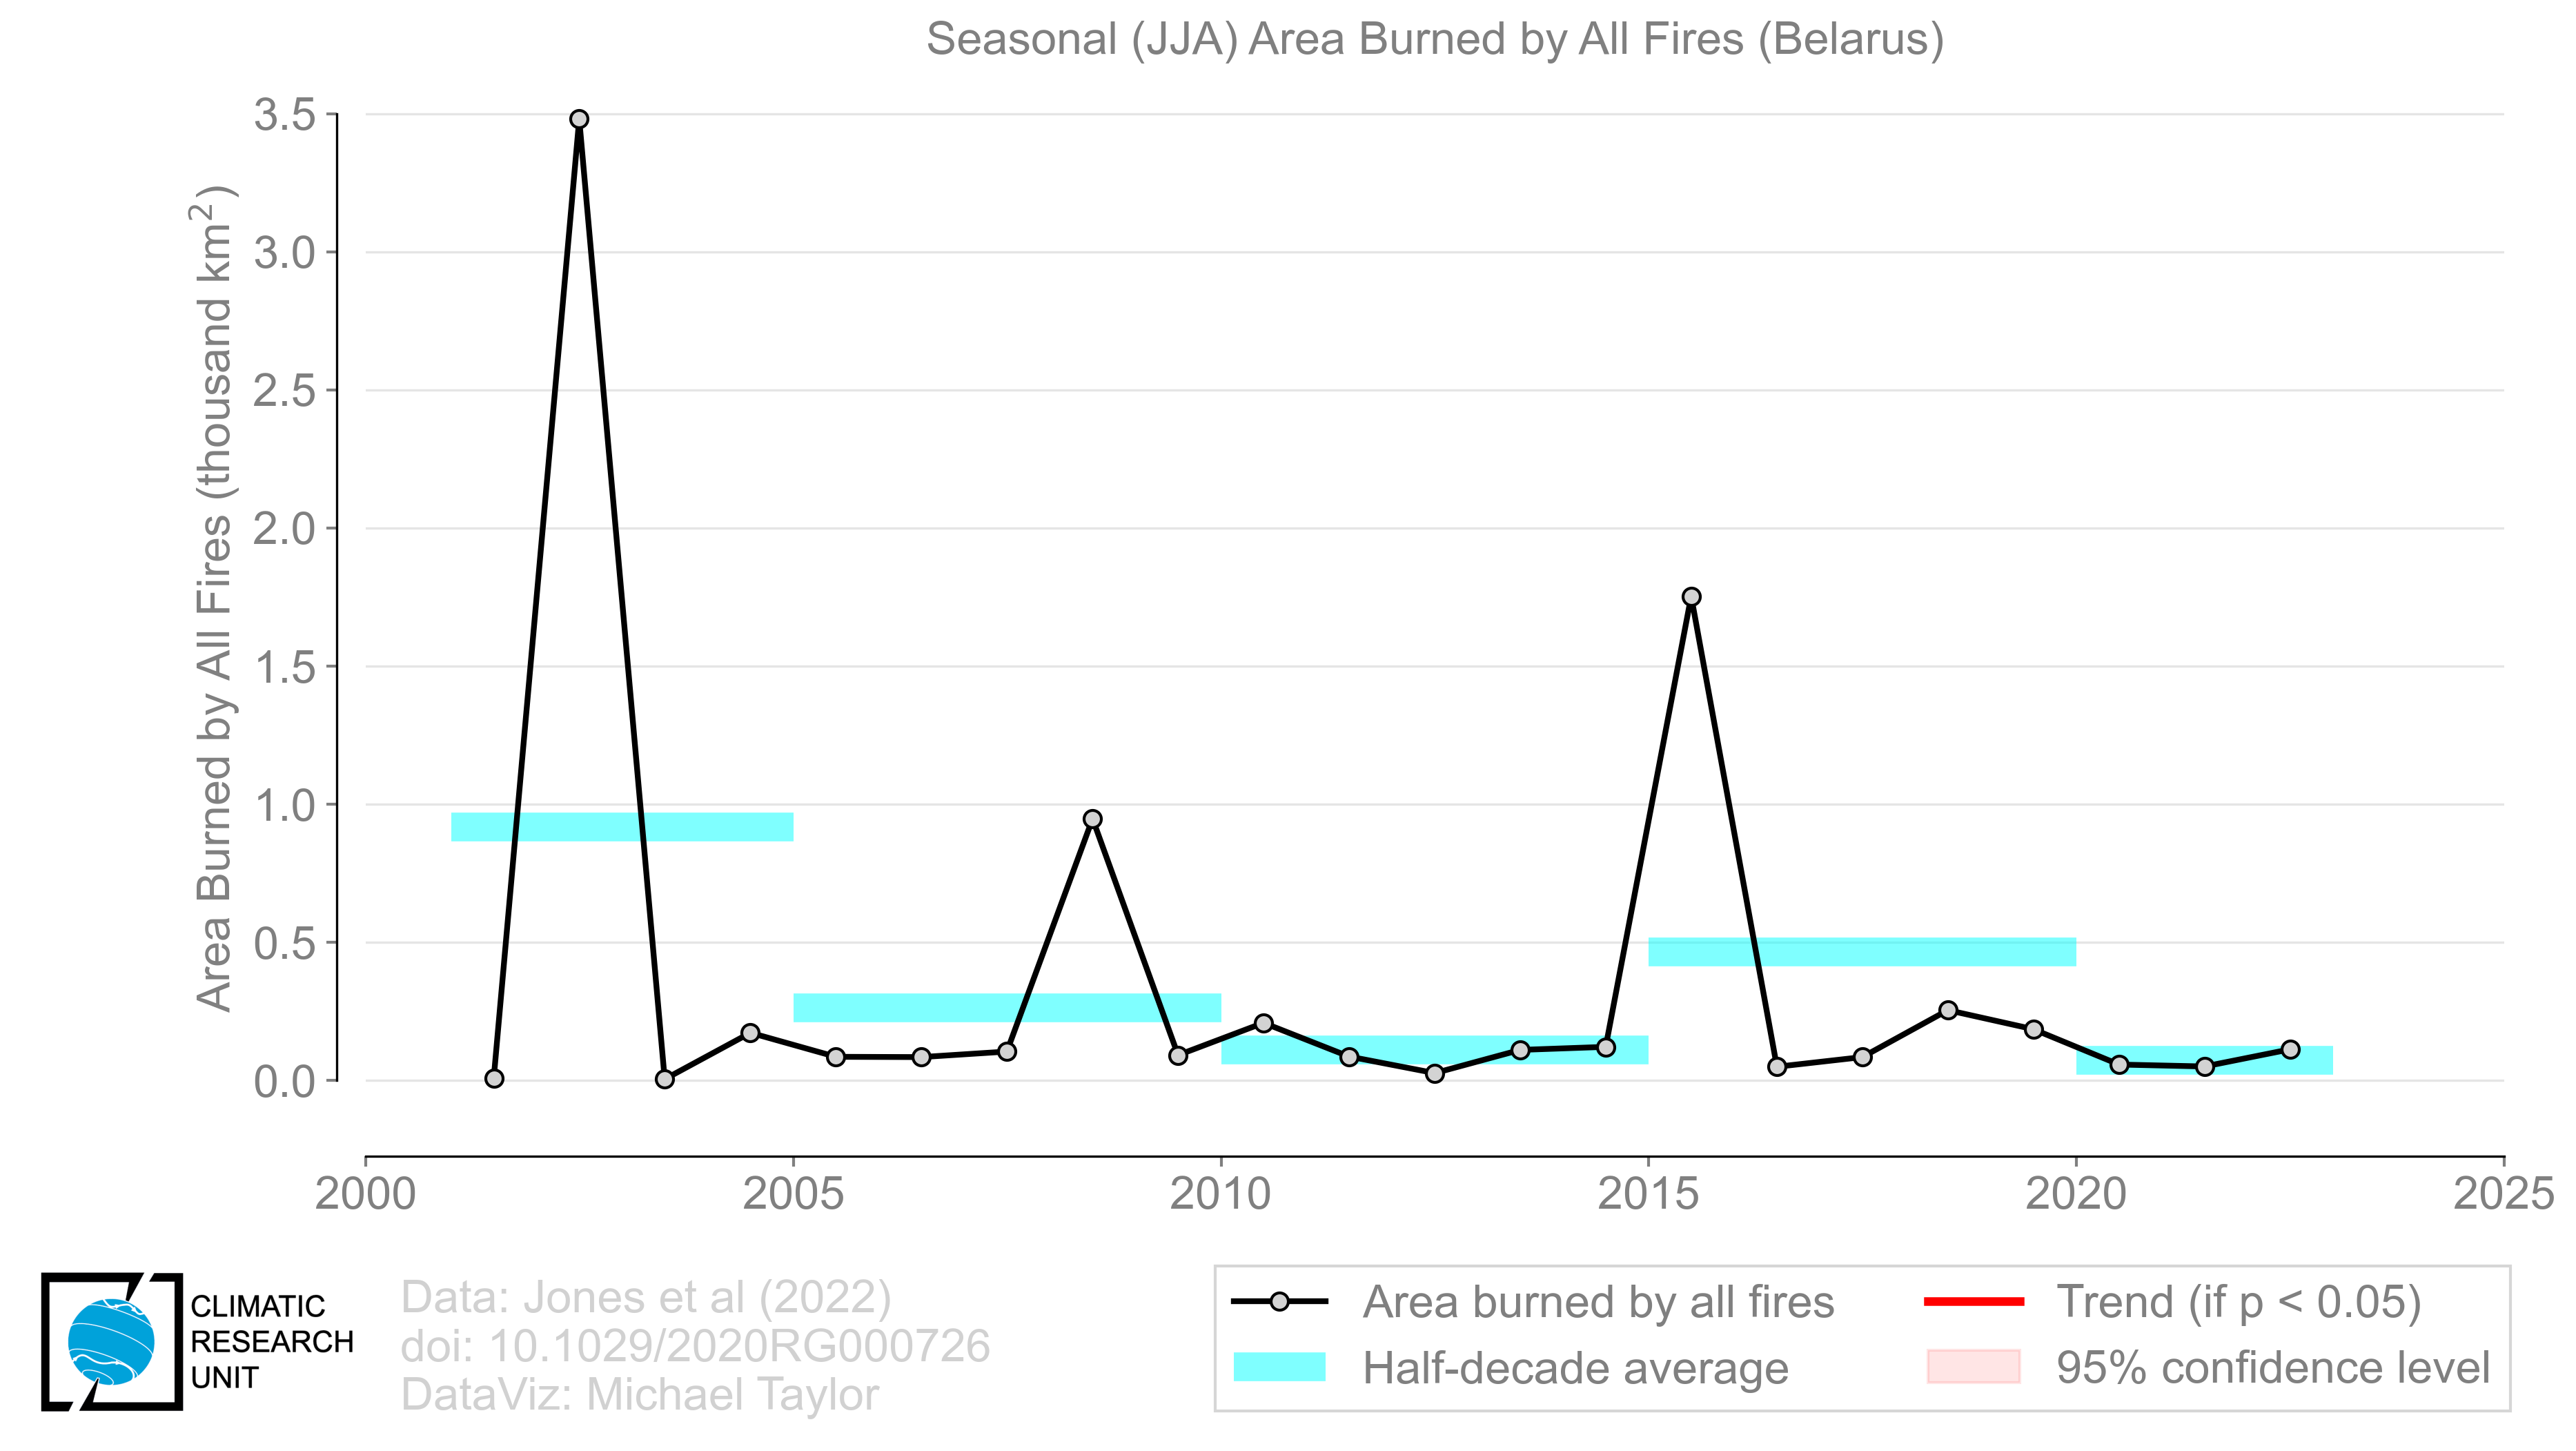 Seasonal (JJA) Area Burned by All Fires (Belarus)
Area Burned by All Fires (thousand km²)
3.5
3.0
2.5
2.0
1.5
1.0
0.5
0.0
2000 2005 2010 2015 2020 2025
CLIMATIC
RESEARCH
UNIT
Data: Jones et al (2022)
doi: 10.1029/2020RG000726
DataViz: Michael Taylor
Area burned by all fires
Half-decade average
Trend (if p < 0.05)
95% confidence level